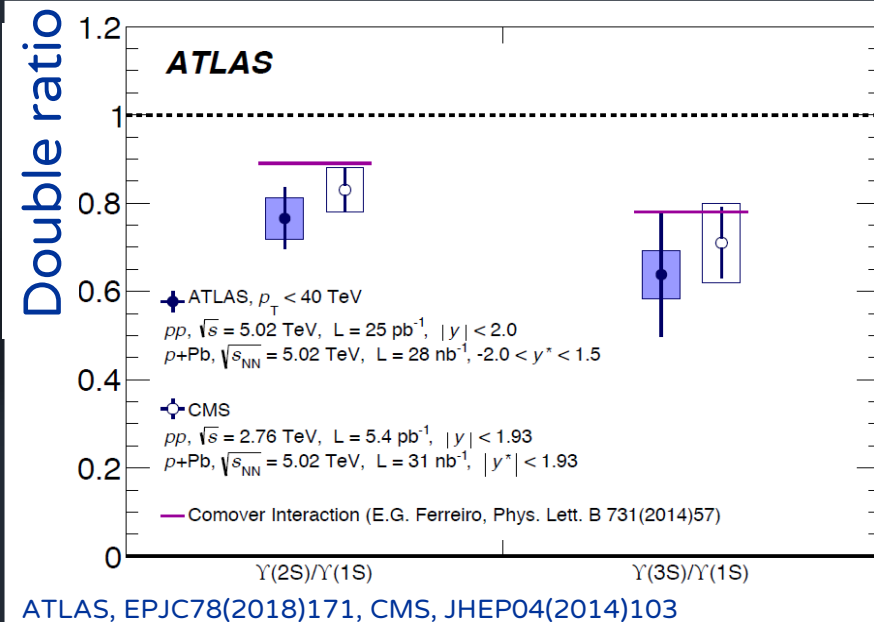 Double ratio
1.2
1
0.8
0.6
0.4
0.2
0
ATLAS
ATLAS, pT < 40 TeV
pp, √s = 5.02 TeV, L = 25 pb⁻¹, |y| < 2.0
p+Pb, √sNN = 5.02 TeV, L = 28 nb⁻¹, -2.0 < y* < 1.5
CMS
pp, √s = 2.76 TeV, L = 5.4 pb⁻¹, |y| < 1.93
p+Pb, √sNN = 5.02 TeV, L = 31 nb⁻¹, |y*| < 1.93
Comover Interaction (E.G. Ferreiro, Phys. Lett. B 731(2014)57)
ϒ(2S)/ϒ(1S)
ϒ(3S)/ϒ(1S)
ATLAS, EPJC78(2018)171, CMS, JHEP04(2014)103